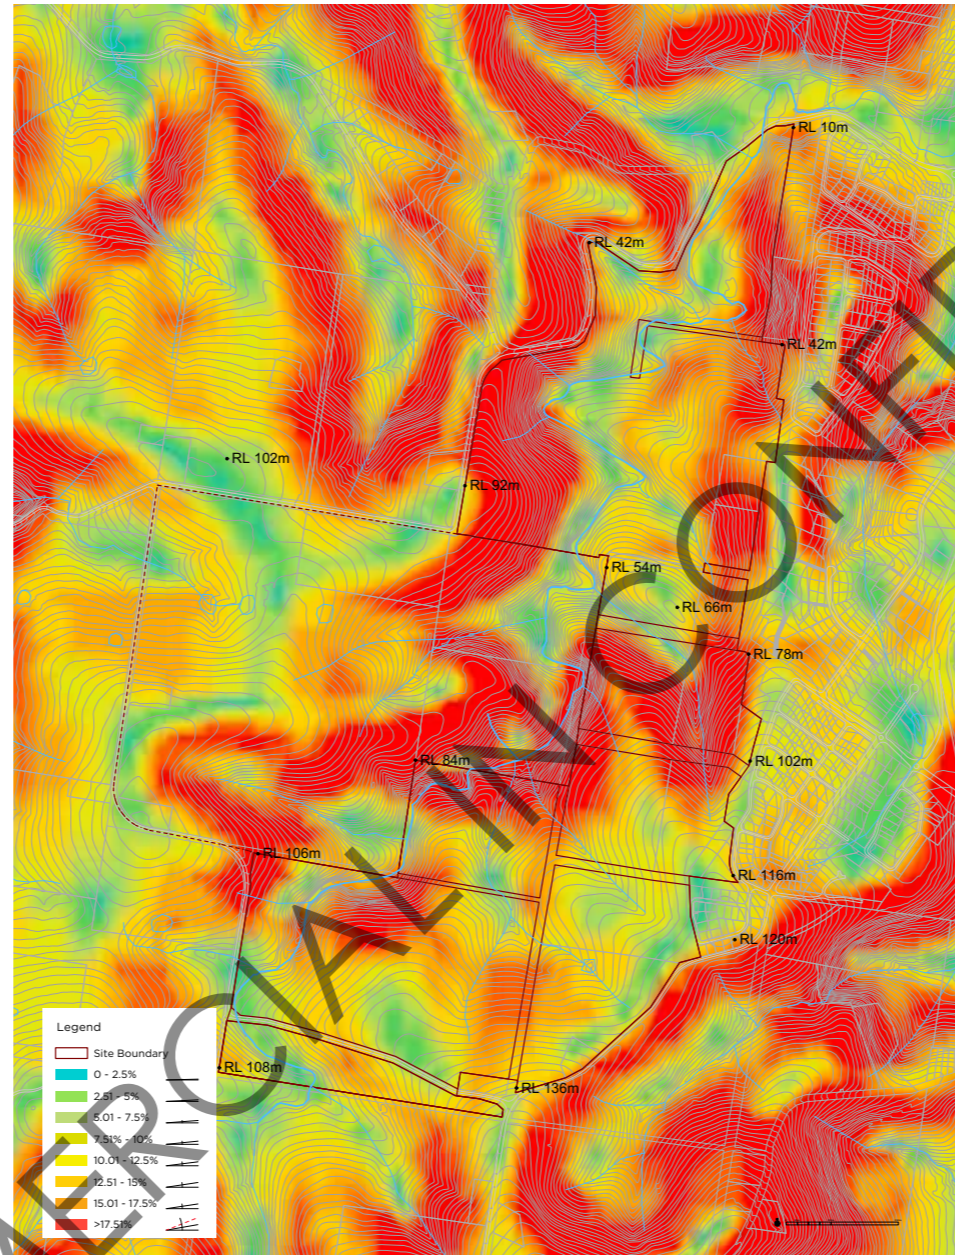 RL 10m
RL 42m
RL 42m
RL 102m
RL 92m
RL 54m
RL 66m
RL 78m
RL 84m
RL 102m
RL 106m
RL 116m
RL 120m
RL 108m
RL 136m
Legend
Site Boundary
0 - 2.5%
2.51 - 5%
5.01 - 7.5%
7.51% - 10%
10.01 - 12.5%
12.51 - 15%
15.01 - 17.5%
>17.51%
MERCIAL IN CONFID